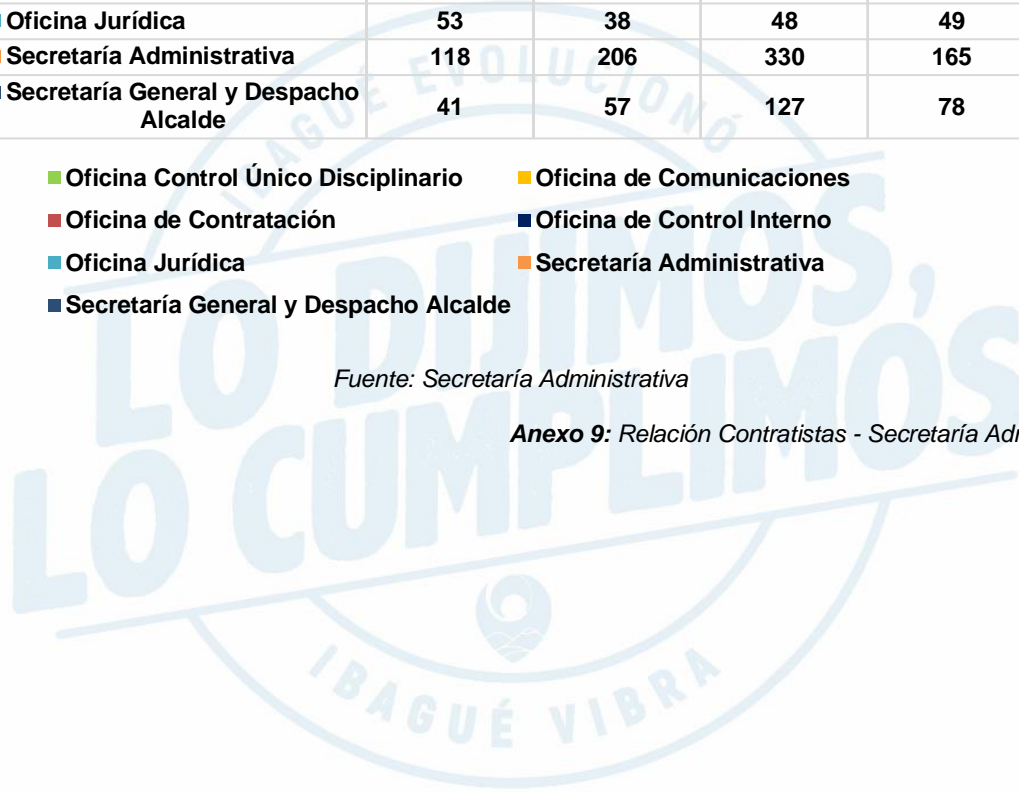 Oficina Jurídica 53 38 48 49
Secretaría Administrativa 118 206 330 165
Secretaría General y Despacho
Alcalde 41 57 127 78
Oficina Control Único Disciplinario Oficina de Comunicaciones
Oficina de Contratación Oficina de Control Interno
Oficina Jurídica Secretaría Administrativa
Secretaría General y Despacho Alcalde
Fuente: Secretaría Administrativa
Anexo 9: Relación Contratistas - Secretaría Adm
IBAGUÉ EVOLUCIONÓ
LO DIJIMOS,
LO CUMPLIMOS
IBAGUÉ VIBRA